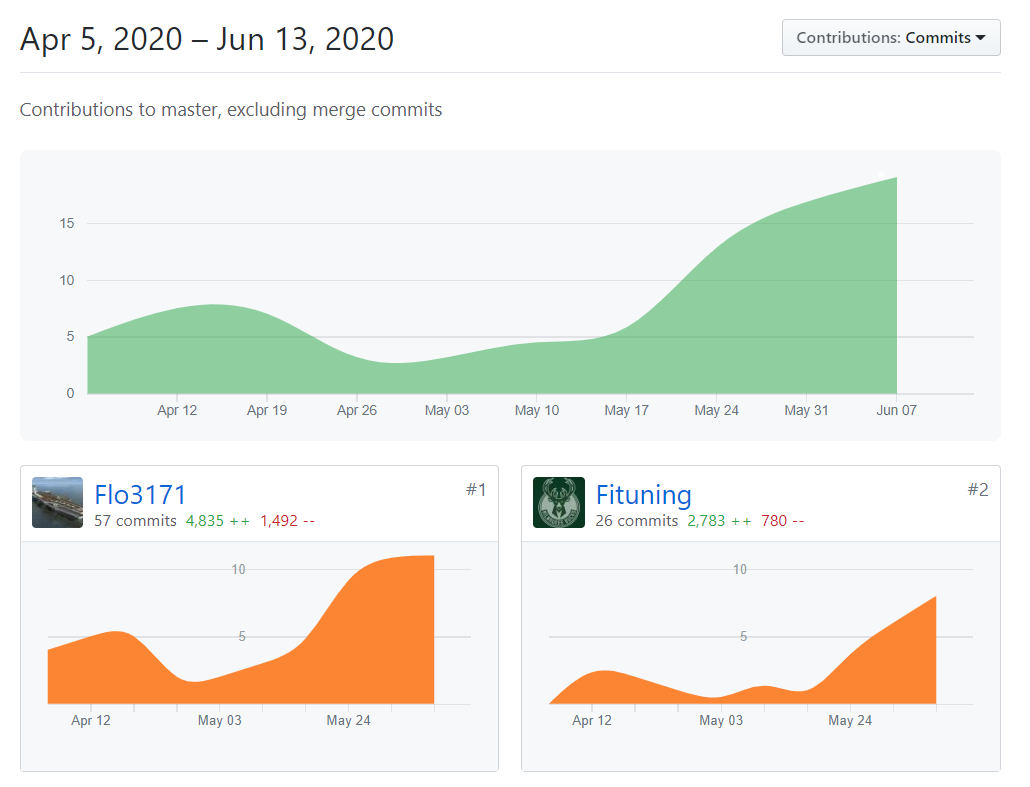 Apr 5, 2020 – Jun 13, 2020
Contributions: Commits
Contributions to master, excluding merge commits
15
10
5
0
Apr 12 Apr 19 Apr 26 May 03 May 10 May 17 May 24 May 31 Jun 07
Flo3171 #1
57 commits 4,835 ++ 1,492 --
10
5
Apr 12 May 03 May 24
Fituning #2
26 commits 2,783 ++ 780 --
10
5
Apr 12 May 03 May 24